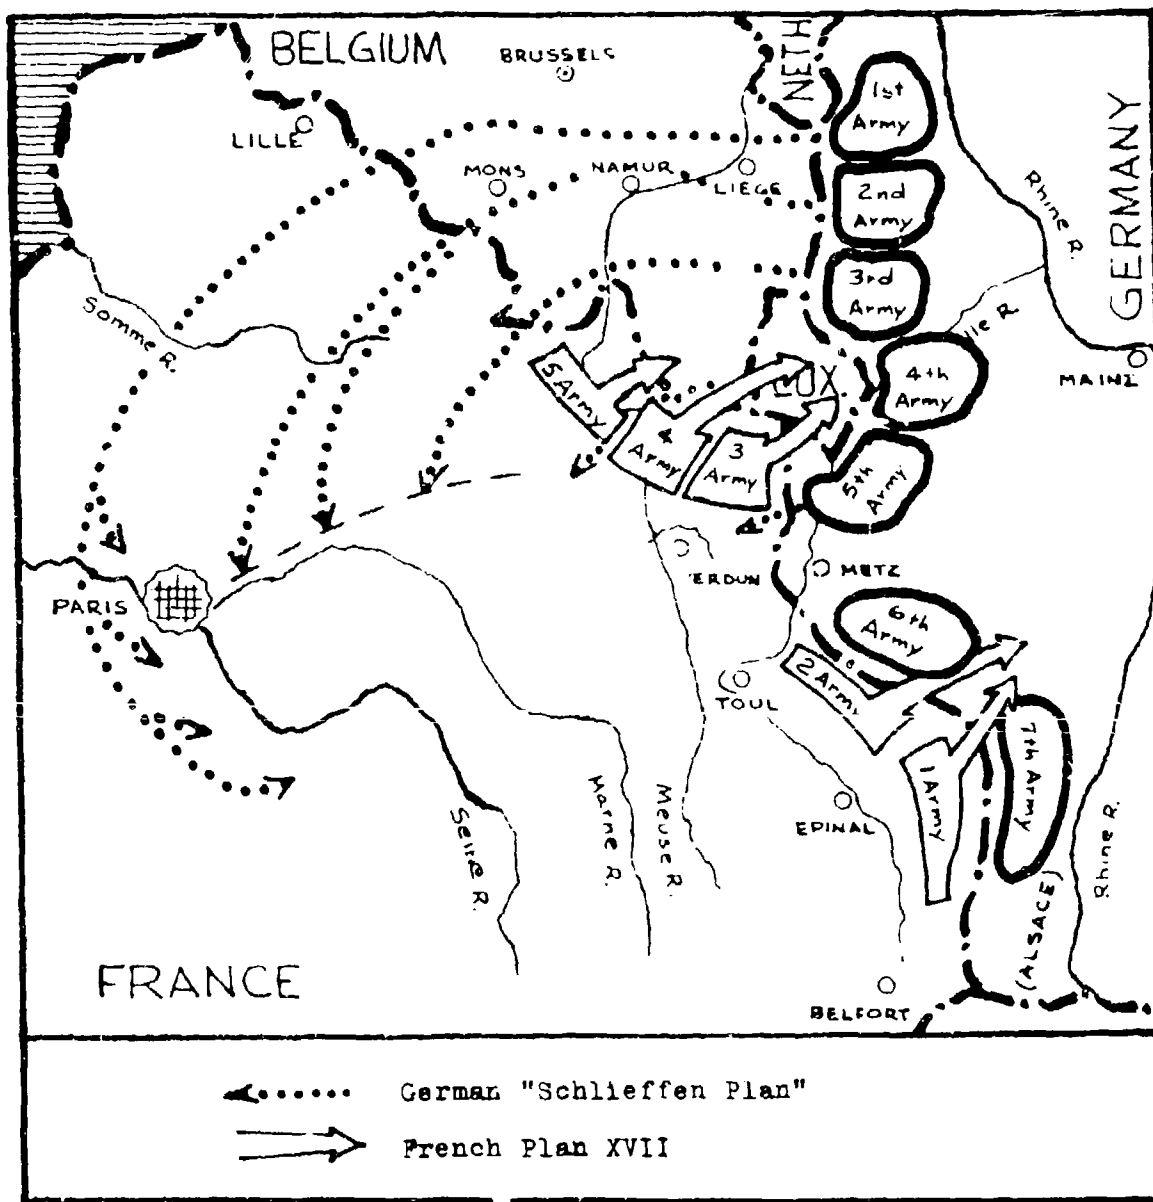 BELGIUM
BRUSSELS
NETH
1st
Army
GERMANY
LILLE
MONS
NAMUR
LIEGE
2nd
Army
Rhine R.
3rd
Army
Somme R.
lle R.
MAINZ
5 Army
LUX
4th
Army
4
Army
3
Army
5th
Army
ERDUN
METZ
PARIS
6th
Army
2 Army
TOUL
7th Army
1 Army
EPINAL
Marne R.
Meuse R.
Seine R.
Rhine R.
(ALSACE)
FRANCE
BELFORT
German "Schlieffen Plan"
French Plan XVII